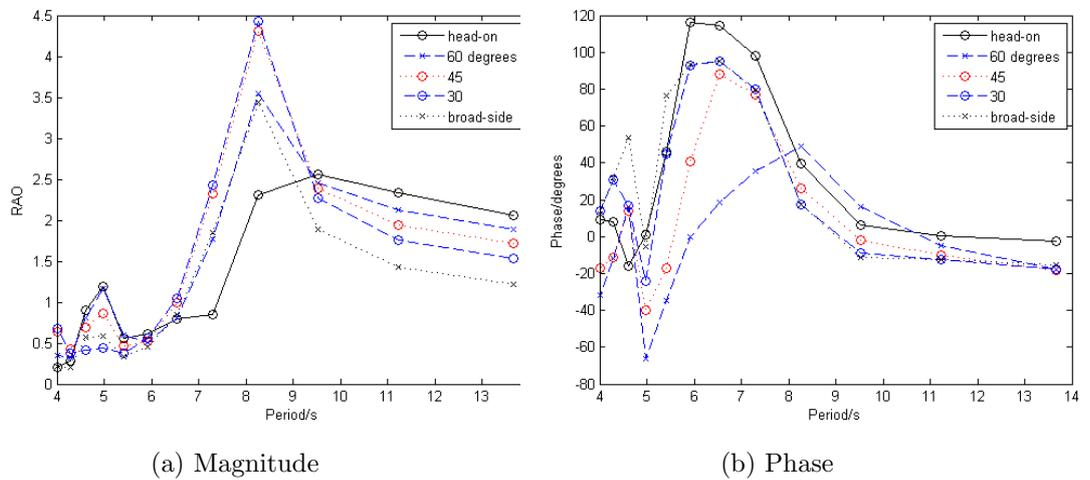 4.5
4
3.5
3
2.5
2
1.5
1
0.5
0
RAO
4 5 6 7 8 9 10 11 12 13
Period/s
head-on
60 degrees
45
30
broad-side
(a) Magnitude
120
100
80
60
40
20
0
-20
-40
-60
-80
Phase/degrees
4 5 6 7 8 9 10 11 12 13 14
Period/s
head-on
60 degrees
45
30
broad-side
(b) Phase